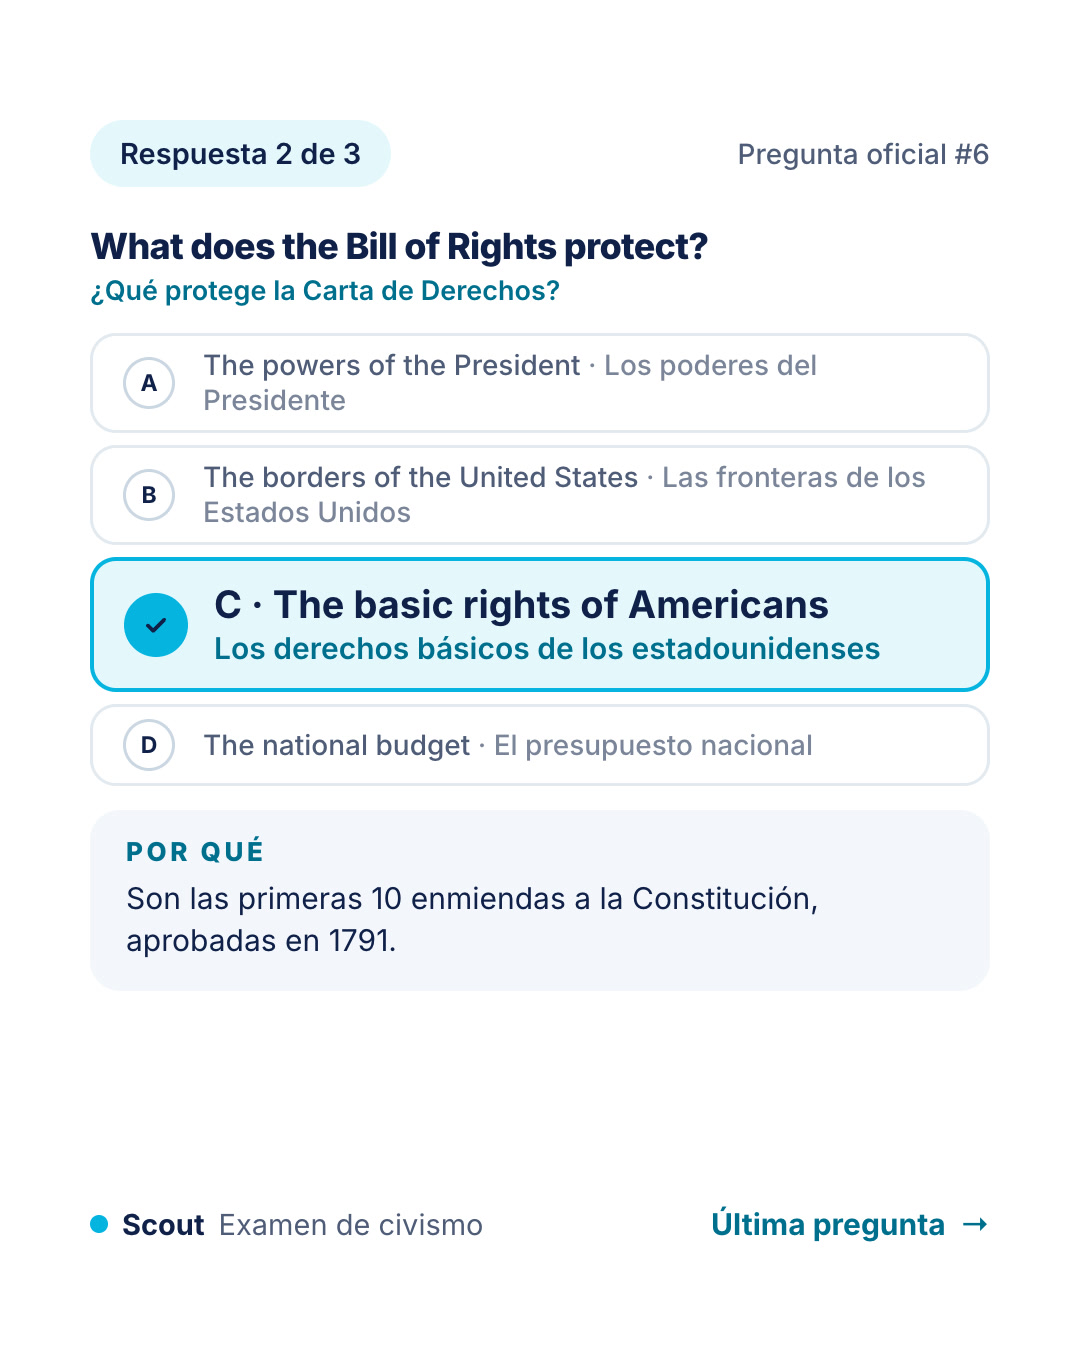 Respuesta 2 de 3
Pregunta oficial #6
What does the Bill of Rights protect?
¿Qué protege la Carta de Derechos?
A
The powers of the President · Los poderes del
Presidente
B
The borders of the United States · Las fronteras de los
Estados Unidos
C · The basic rights of Americans
Los derechos básicos de los estadounidenses
D
The national budget · El presupuesto nacional
POR QUÉ
Son las primeras 10 enmiendas a la Constitución,
aprobadas en 1791.
Scout Examen de civismo
Última pregunta →